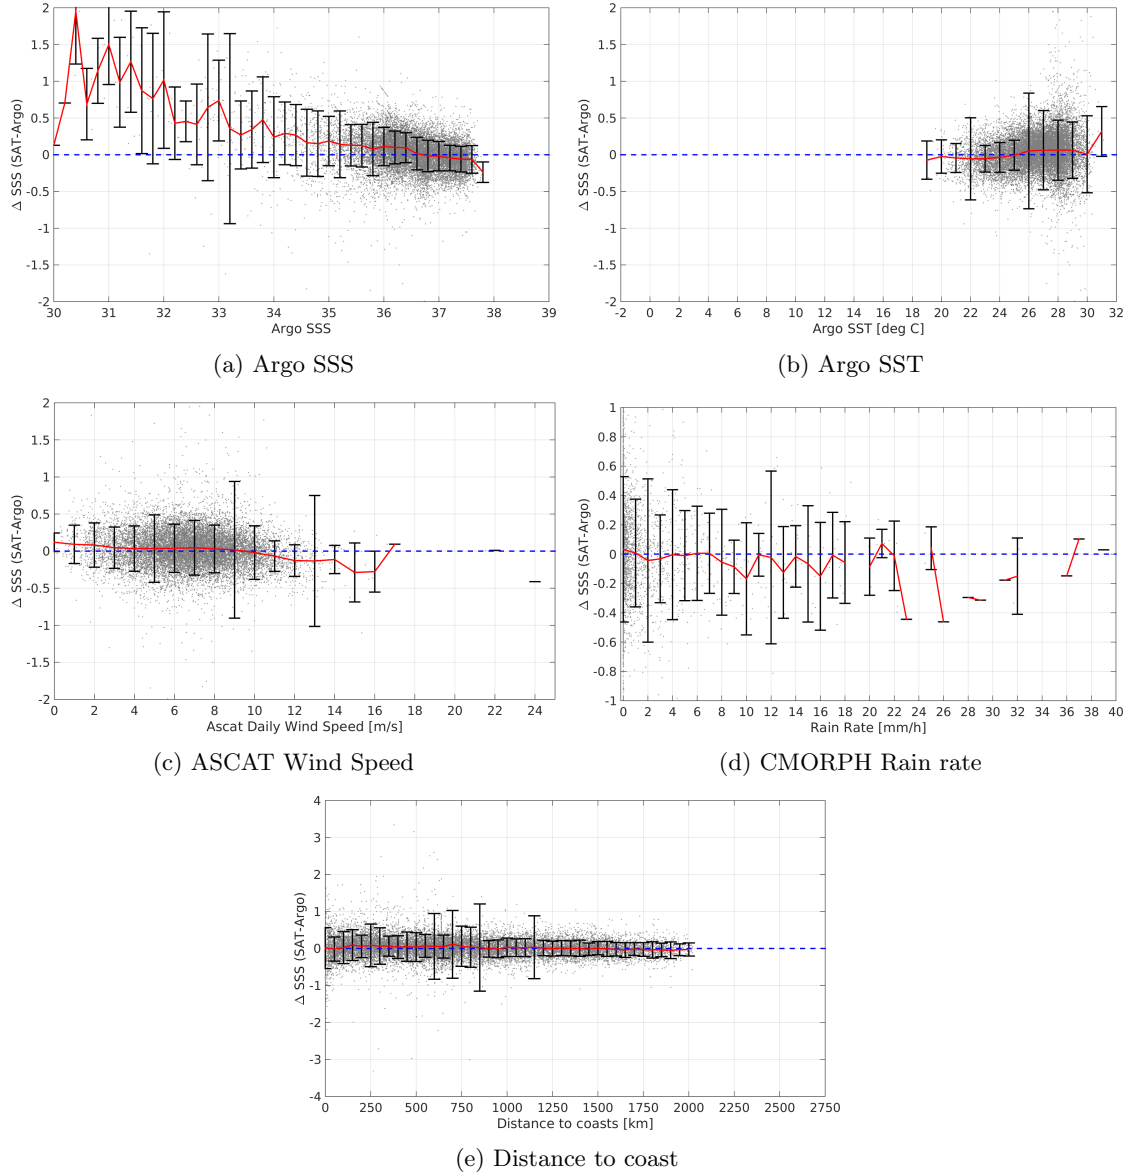 2
1.5
1
0.5
0
-0.5
-1
-1.5
-2
Δ SSS (SAT-Argo)
30 31 32 33 34 35 36 37 38 39
Argo SSS
(a) Argo SSS
2
1.5
1
0.5
0
-0.5
-1
-1.5
-2
Δ SSS (SAT-Argo)
-2 0 2 4 6 8 10 12 14 16 18 20 22 24 26 28 30 32
Argo SST [deg C]
(b) Argo SST
2
1.5
1
0.5
0
-0.5
-1
-1.5
-2
Δ SSS (SAT-Argo)
0 2 4 6 8 10 12 14 16 18 20 22 24
Ascat Daily Wind Speed [m/s]
(c) ASCAT Wind Speed
1
0.8
0.6
0.4
0.2
0
-0.2
-0.4
-0.6
-0.8
-1
Δ SSS (SAT-Argo)
0 2 4 6 8 10 12 14 16 18 20 22 24 26 28 30 32 34 36 38 40
Rain Rate [mm/h]
(d) CMORPH Rain rate
4
3
2
1
0
-1
-2
-3
-4
Δ SSS (SAT-Argo)
0 250 500 750 1000 1250 1500 1750 2000 2250 2500 2750
Distance to coasts [km]
(e) Distance to coast